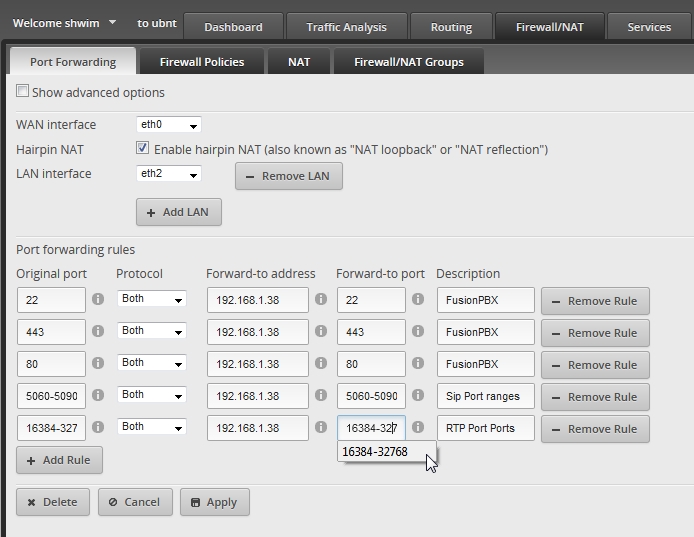 Welcome shwim to ubnt Dashboard Traffic Analysis Routing Firewall/NAT Services
Port Forwarding Firewall Policies NAT Firewall/NAT Groups
Show advanced options
WAN interface eth0
Hairpin NAT Enable hairpin NAT (also known as "NAT loopback" or "NAT reflection")
LAN interface eth2 − Remove LAN
+ Add LAN
Port forwarding rules
Original port Protocol Forward-to address Forward-to port Description
22 Both 192.168.1.38 22 FusionPBX − Remove Rule
443 Both 192.168.1.38 443 FusionPBX − Remove Rule
80 Both 192.168.1.38 80 FusionPBX − Remove Rule
5060-5090 Both 192.168.1.38 5060-5090 Sip Port ranges − Remove Rule
16384-327 Both 192.168.1.38 16384-327 RTP Port Ports − Remove Rule
16384-32768
+ Add Rule
Delete Cancel Apply